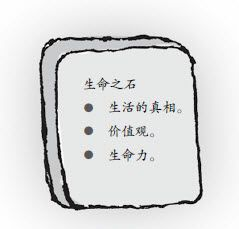 生命之石
● 生活的真相。
● 价值观。
● 生命力。